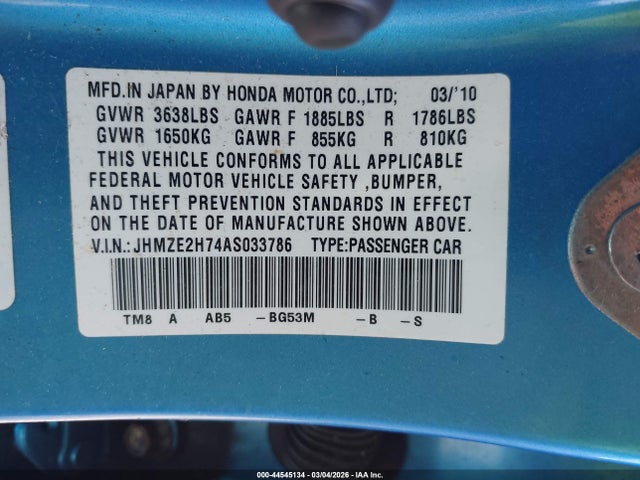 MFD.IN JAPAN BY HONDA MOTOR CO.,LTD; 03/'10
GVWR 3638LBS GAWR F 1885LBS R 1786LBS
GVWR 1650KG GAWR F 855KG R 810KG
THIS VEHICLE CONFORMS TO ALL APPLICABLE
FEDERAL MOTOR VEHICLE SAFETY ,BUMPER,
AND THEFT PREVENTION STANDARDS IN EFFECT
ON THE DATE OF MANUFACTURE SHOWN ABOVE.
V.I.N.: JHMZE2H74AS033786 TYPE:PASSENGER CAR
TM8 A AB5 -BG53M -B -S
000-44545134 - 03/04/2026 - IAA Inc.